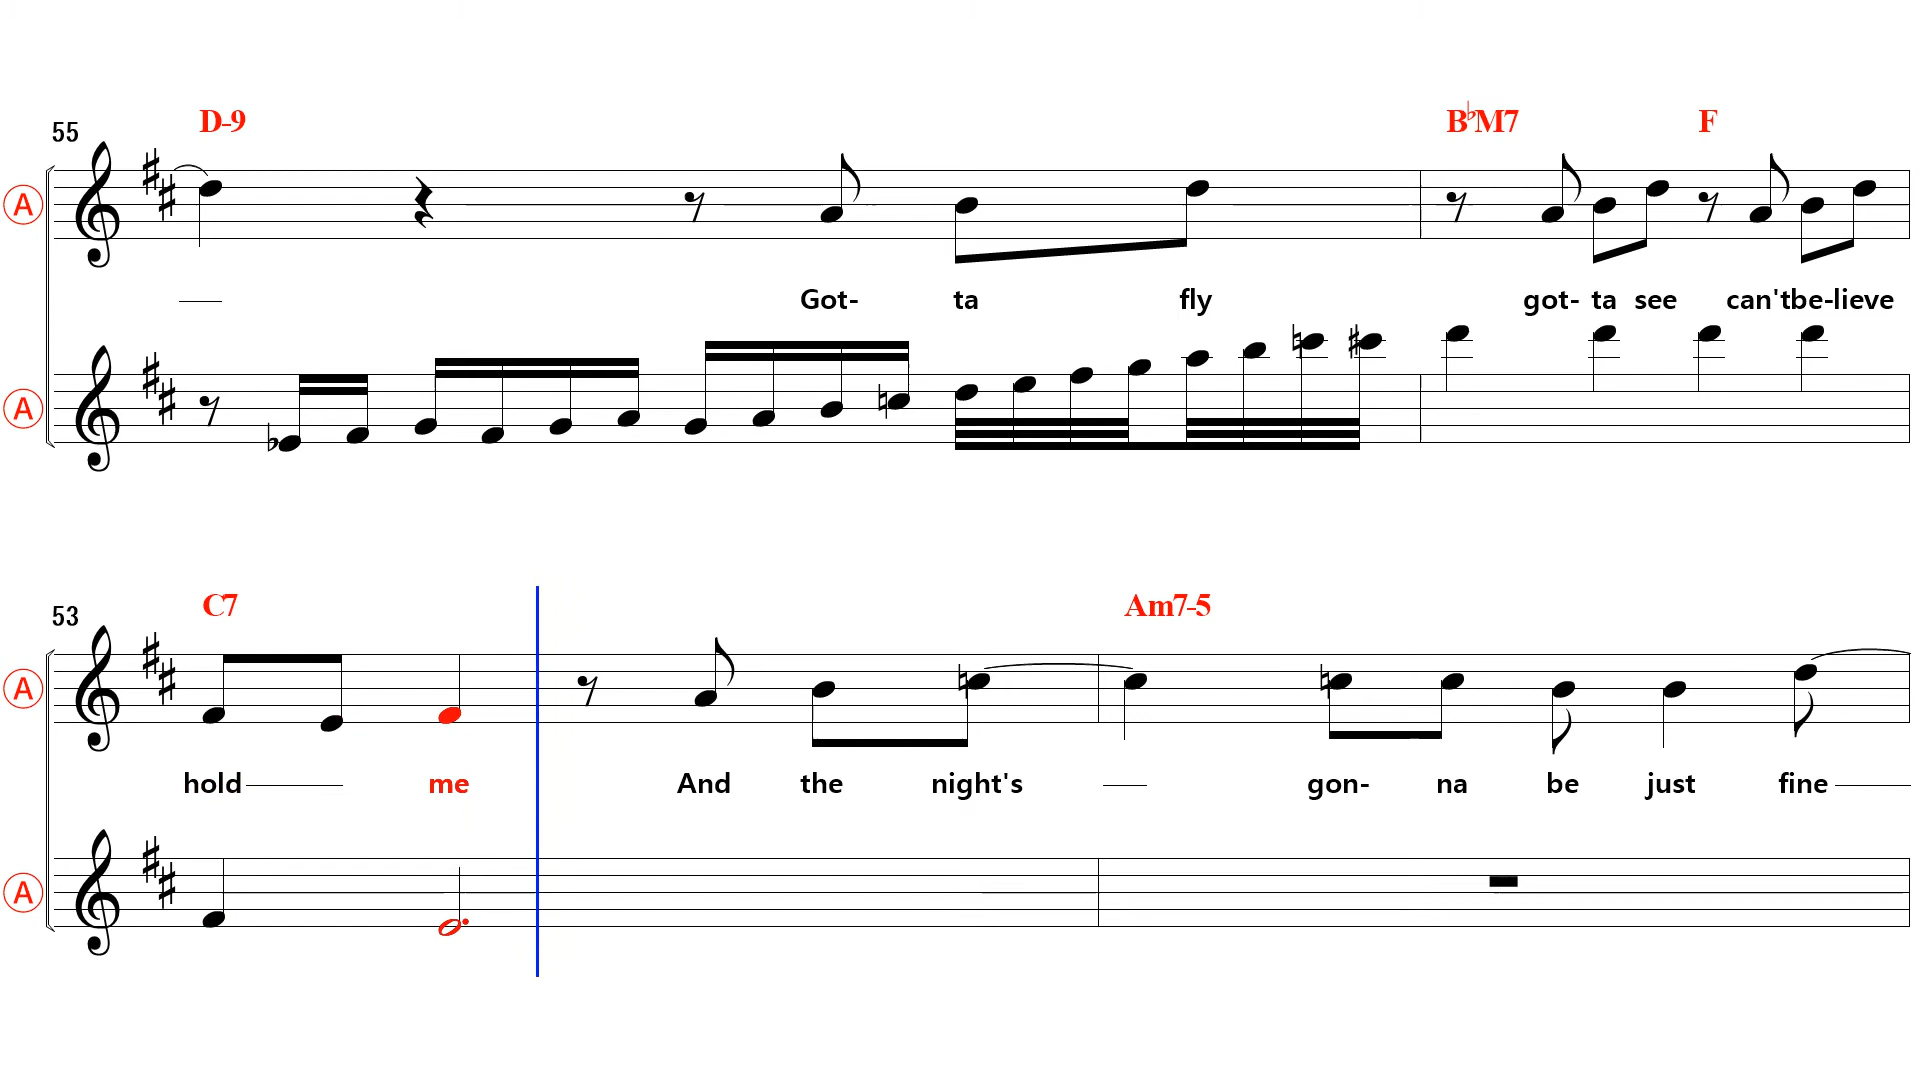 D-9 B♭M7 F
55
A
Got- ta fly got- ta see can't be-lieve
A
C7 Am7-5
53
A
hold me And the night's gon- na be just fine
A